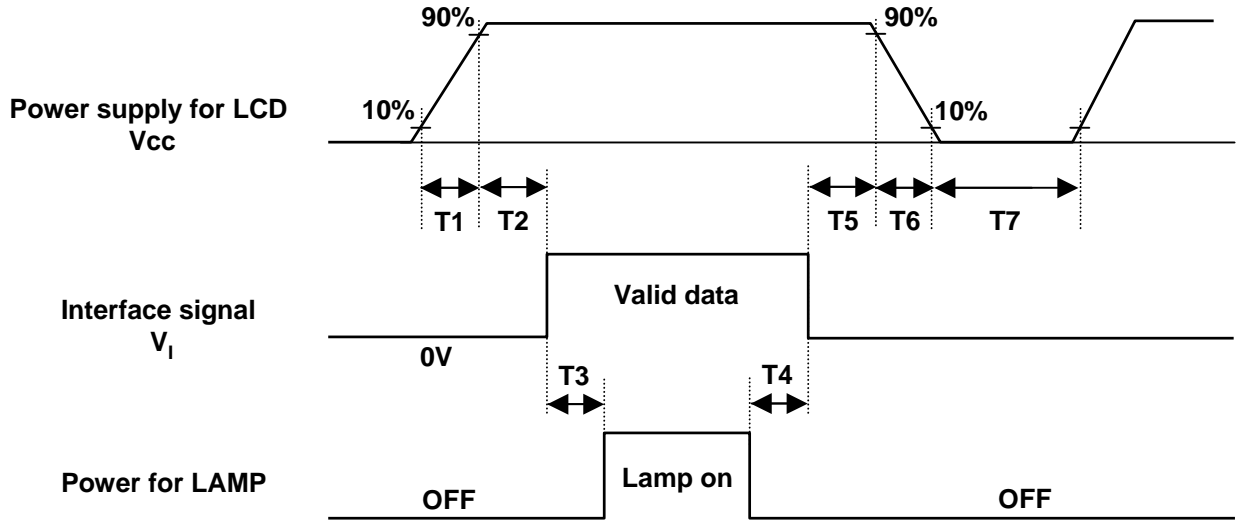 90%
90%
Power supply for LCD
Vcc
10%
10%
T1
T2
T5
T6
T7
Interface signal
VI
Valid data
0V
T3
T4
Power for LAMP
OFF
Lamp on
OFF